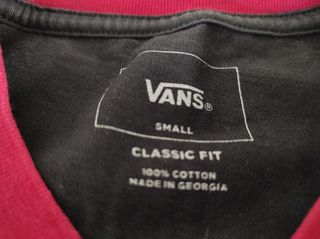 VANS®
SMALL
CLASSIC FIT
100% COTTON
MADE IN GEORGIA